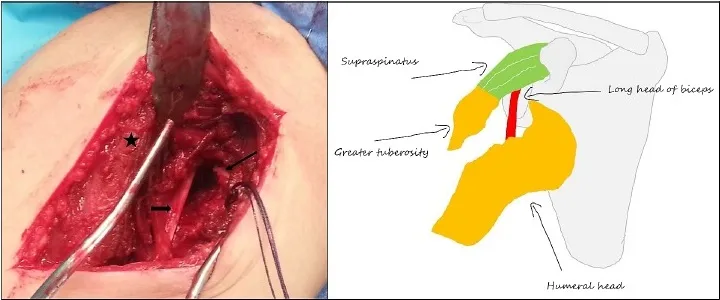 Supraspinatus
Long head of biceps
Greater tuberosity
Humeral head